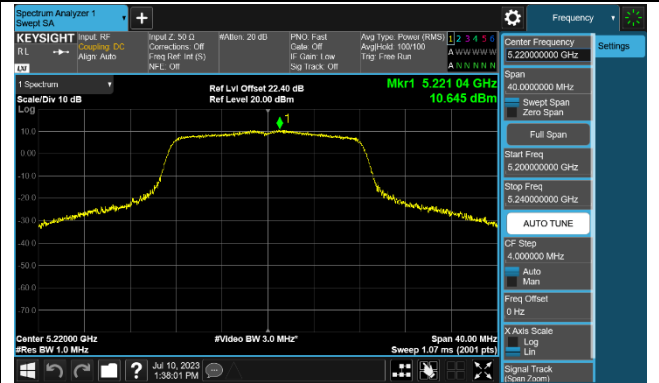 Spectrum Analyzer 1
Swept SA
Frequency
KEYSIGHT
RL
LXI
Input: RF
Coupling: DC
Align: Auto
Input Z: 50 Ω
Corrections: Off
Freq Ref: Int (S)
NFE: Off
#Atten: 20 dB
PNO: Fast
Gate: Off
IF Gain: Low
Sig Track: Off
Avg Type: Power (RMS)
Avg|Hold: 100/100
Trig: Free Run
1 2 3 4 5 6
A W W W W W
A N N N N N
1 Spectrum
Scale/Div 10 dB
Log
Ref Lvl Offset 22.40 dB
Ref Level 20.00 dBm
Mkr1 5.221 04 GHz
10.645 dBm
1
10.0
0.00
-10.0
-20.0
-30.0
-40.0
-50.0
-60.0
-70.0
Center 5.22000 GHz
#Res BW 1.0 MHz
#Video BW 3.0 MHz*
Span 40.00 MHz
Sweep 1.07 ms (2001 pts)
Center Frequency
5.220000000 GHz
Settings
Span
40.0000000 MHz
Swept Span
Zero Span
Full Span
Start Freq
5.200000000 GHz
Stop Freq
5.240000000 GHz
AUTO TUNE
CF Step
4.000000 MHz
Auto
Man
Freq Offset
0 Hz
X Axis Scale
Log
Lin
Signal Track
(Span Zoom)
?
Jul 10, 2023
1:38:01 PM